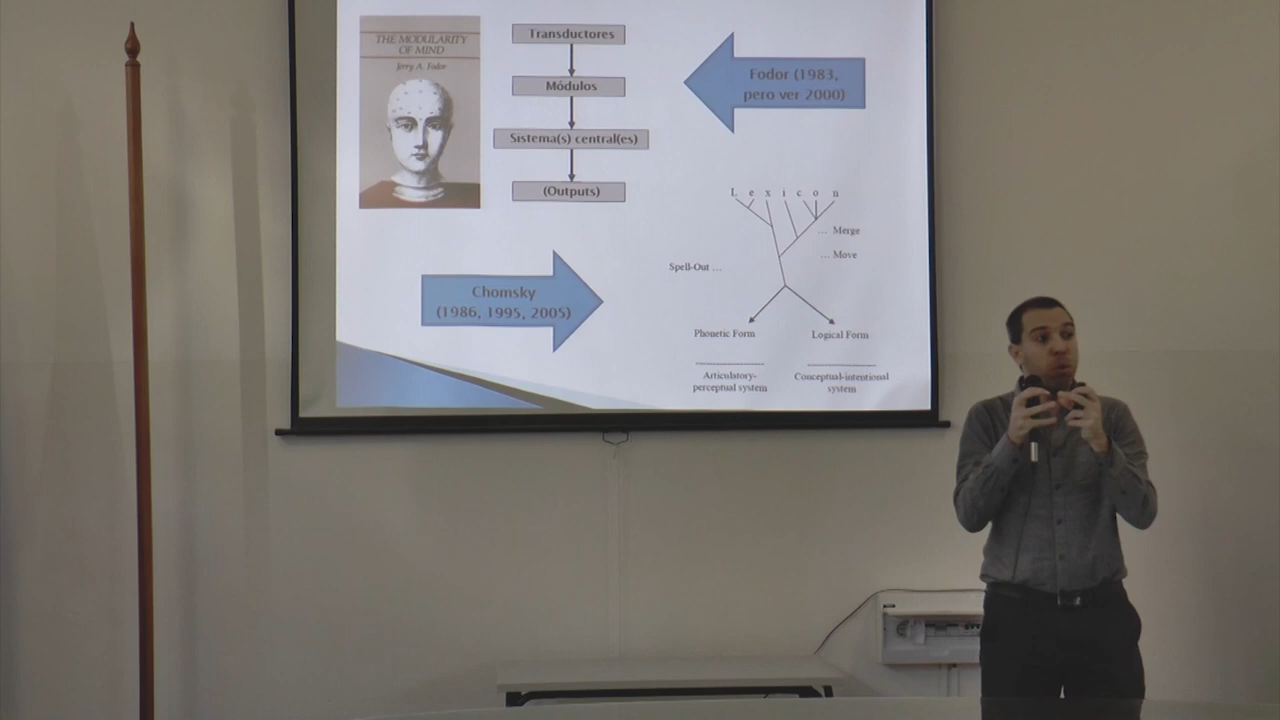 THE MODULARITY
OF MIND
Jerry A. Fodor
Transductores
Módulos
Sistema(s) central(es)
(Outputs)
Fodor (1983,
pero ver 2000)
Chomsky
(1986, 1995, 2005)
L e x i c o n
... Merge
... Move
Spell-Out ...
Phonetic Form
Logical Form
Articulatory-
perceptual system
Conceptual-intentional
system